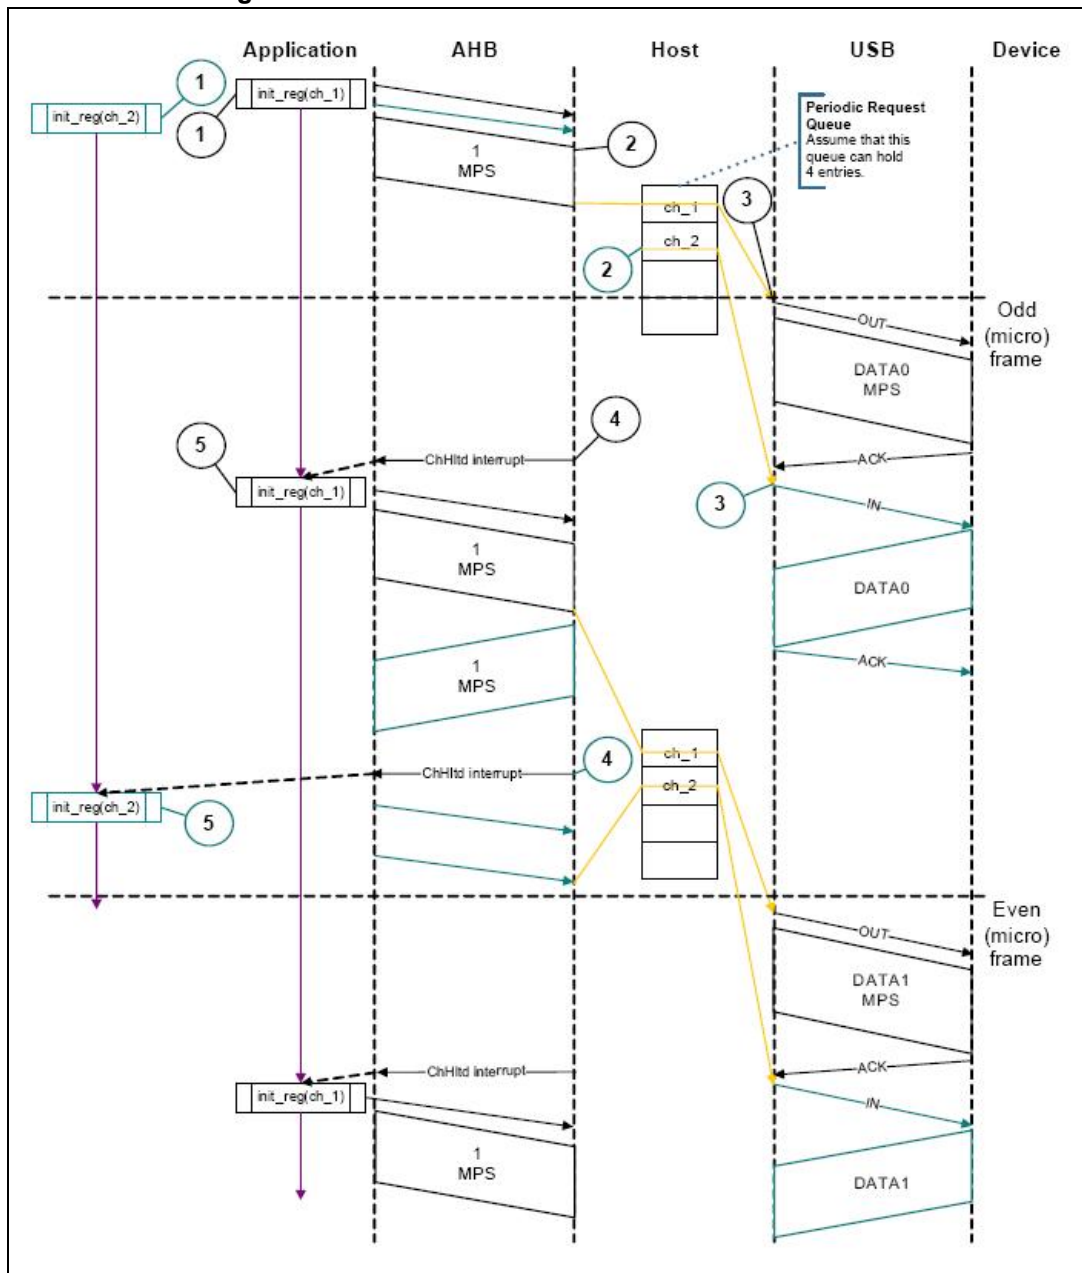 Application
AHB
Host
USB
Device
1
init_reg(ch_1)
init_reg(ch_2)
1
Periodic Request
Queue
Assume that this
queue can hold
4 entries.
1
MPS
2
3
ch_1
ch_2
2
Odd
(micro)
frame
OUT
DATA0
MPS
4
5
ChHltd interrupt
ACK
init_reg(ch_1)
3
IN
1
MPS
DATA0
1
MPS
ACK
ch_1
4
ChHltd interrupt
ch_2
init_reg(ch_2)
5
Even
(micro)
frame
OUT
DATA1
MPS
ChHltd interrupt
ACK
init_reg(ch_1)
IN
1
MPS
DATA1